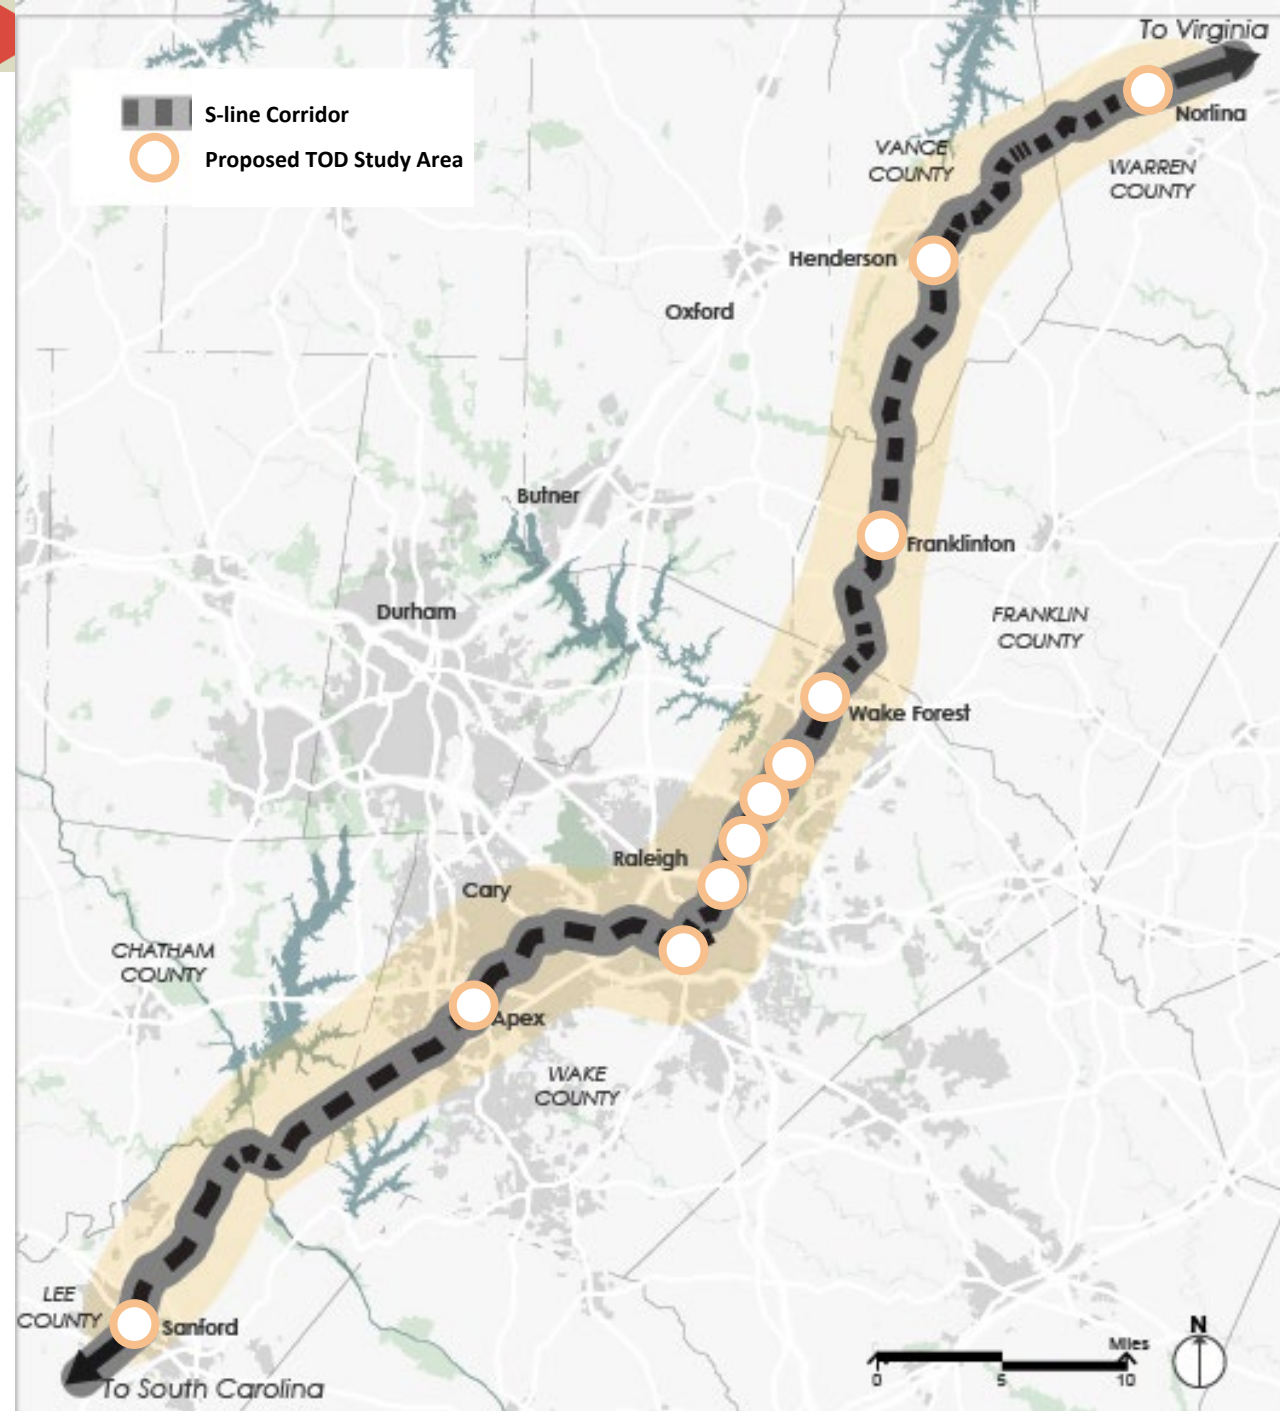 To Virginia
S-line Corridor
Proposed TOD Study Area
Norlina
VANCE
COUNTY
WARREN
COUNTY
Henderson
Oxford
Butner
Franklinton
Durham
FRANKLIN
COUNTY
Wake Forest
Raleigh
Cary
CHATHAM
COUNTY
Apex
WAKE
COUNTY
LEE
COUNTY
Sanford
To South Carolina
N
Miles
0 5 10